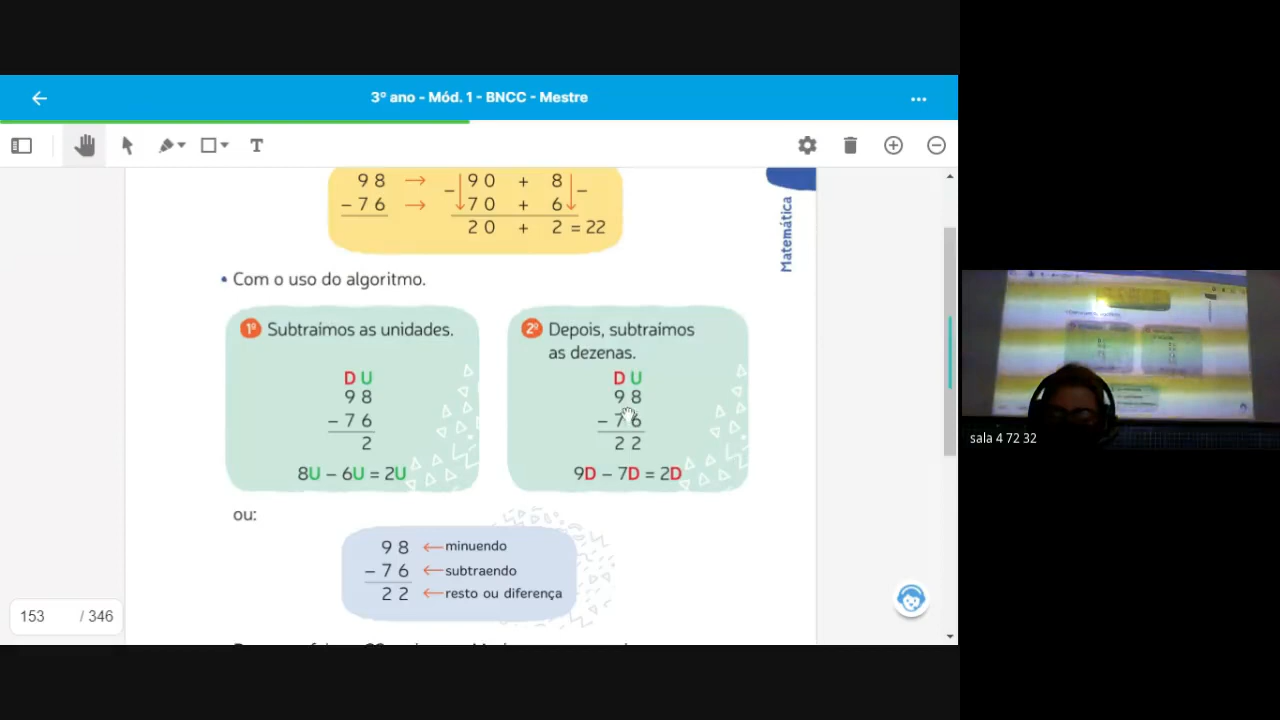 3º ano - Mód. 1 - BNCC - Mestre
T
98 → 90 + 8
− 76 → − 70 + 6 −
20 + 2 = 22
Matemática
• Com o uso do algoritmo.
1º Subtraímos as unidades.
D U
9 8
− 7 6
2
8U − 6U = 2U
2º Depois, subtraímos
as dezenas.
D U
9 8
− 7 6
2 2
9D − 7D = 2D
ou:
9 8 ← minuendo
− 7 6 ← subtraendo
2 2 ← resto ou diferença
153 / 346
sala 4 72 32